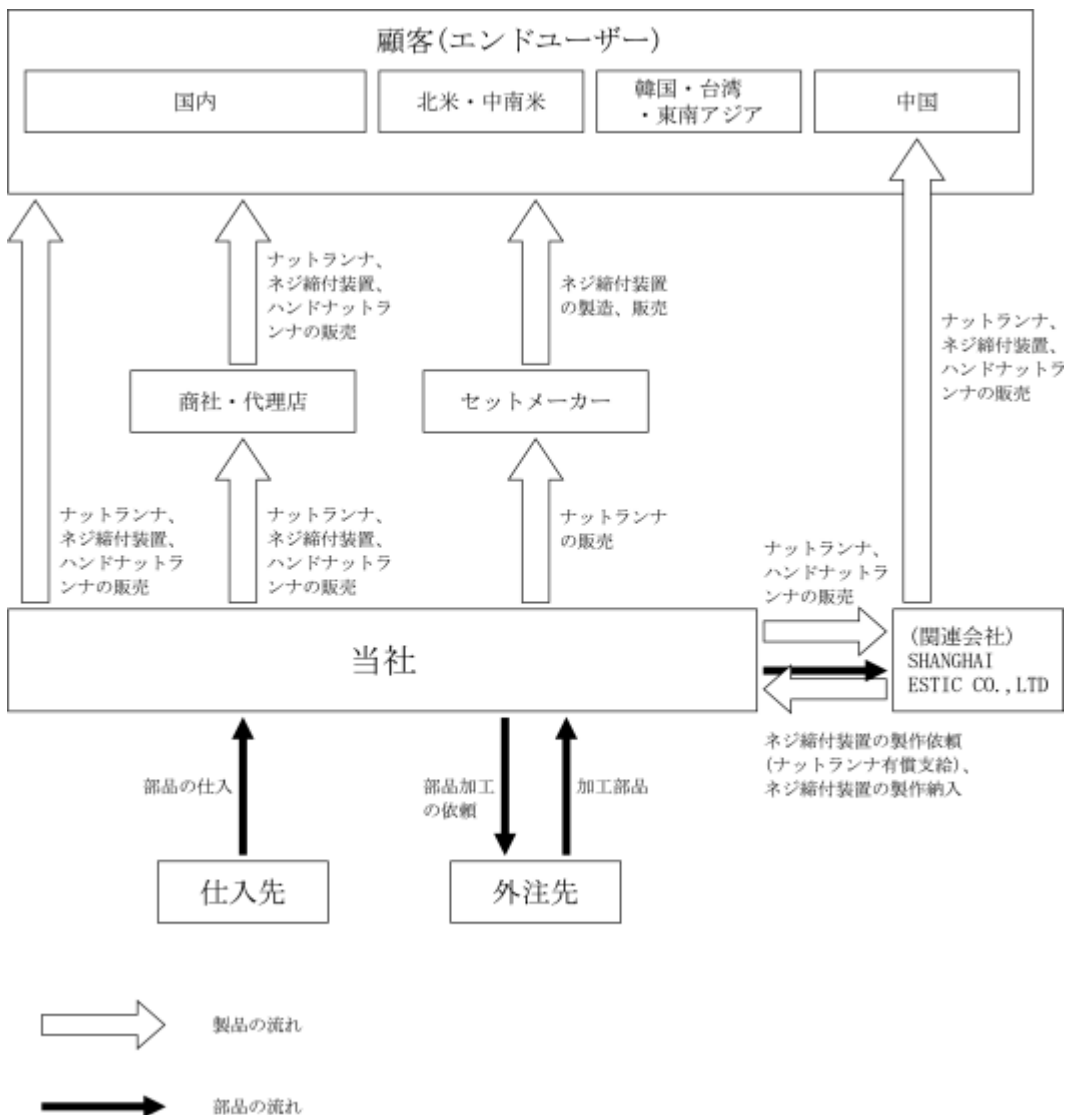 顧客(エンドユーザー)
国内
北米・中南米
韓国・台湾
・東南アジア
中国
ナットランナ、
ネジ締付装置、
ハンドナットラ
ンナの販売
ネジ締付装置
の製造、販売
ナットランナ、
ネジ締付装置、
ハンドナットラ
ンナの販売
商社・代理店
セットメーカー
ナットランナ、
ネジ締付装置、
ハンドナットラ
ンナの販売
ナットランナ、
ネジ締付装置、
ハンドナットラ
ンナの販売
ナットランナ
の販売
ナットランナ、
ハンドナットラ
ンナの販売
当社
(関連会社)
SHANGHAI
ESTIC CO.,LTD
ネジ締付装置の製作依頼
(ナットランナ有償支給)、
ネジ締付装置の製作納入
部品の仕入
部品加工
の依頼
加工部品
仕入先
外注先
製品の流れ
部品の流れ